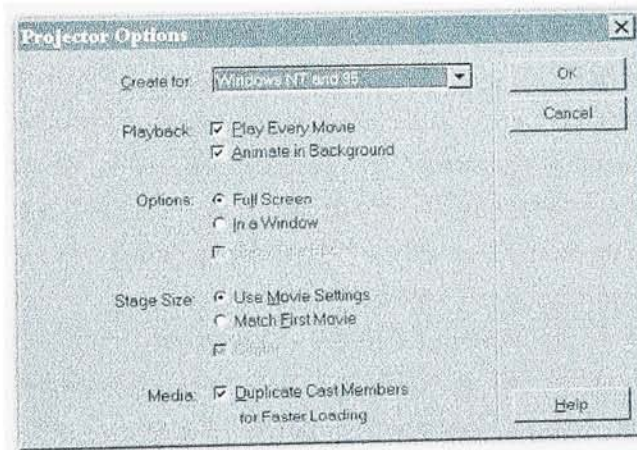 Projector Options
Create for: Windows NT and 95
OK
Cancel
Playback: Play Every Movie
Animate in Background
Options: Full Screen
In a Window
Stage Size: Use Movie Settings
Match First Movie
Center
Media: Duplicate Cast Members
for Faster Loading
Help